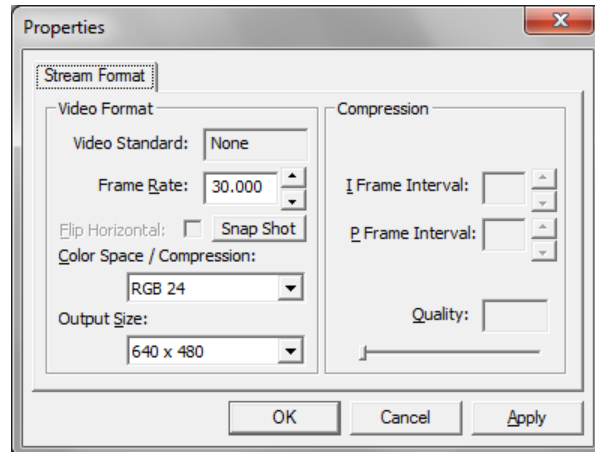 Properties
Stream Format
Video Format
Video Standard: None
Frame Rate: 30.000
Flip Horizontal: Snap Shot
Color Space / Compression:
RGB 24
Output Size:
640 x 480
Compression
I Frame Interval:
P Frame Interval:
Quality:
OK Cancel Apply